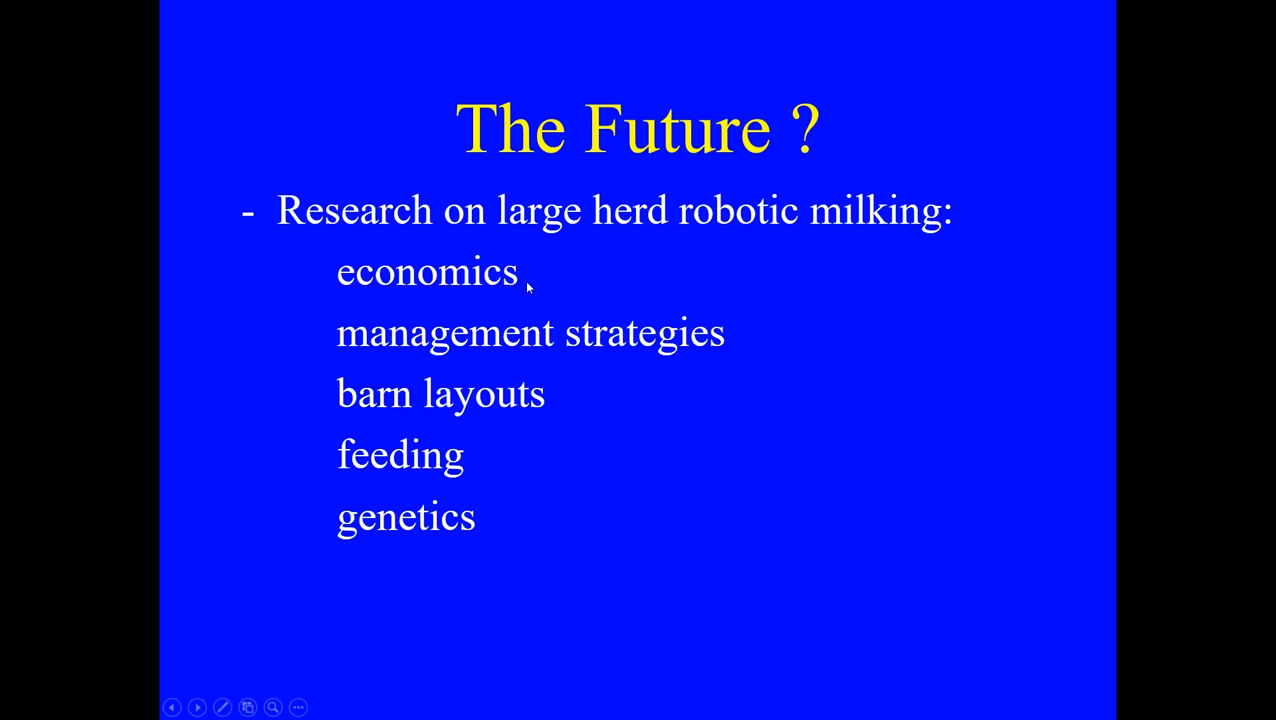 The Future ?
- Research on large herd robotic milking:
economics
management strategies
barn layouts
feeding
genetics